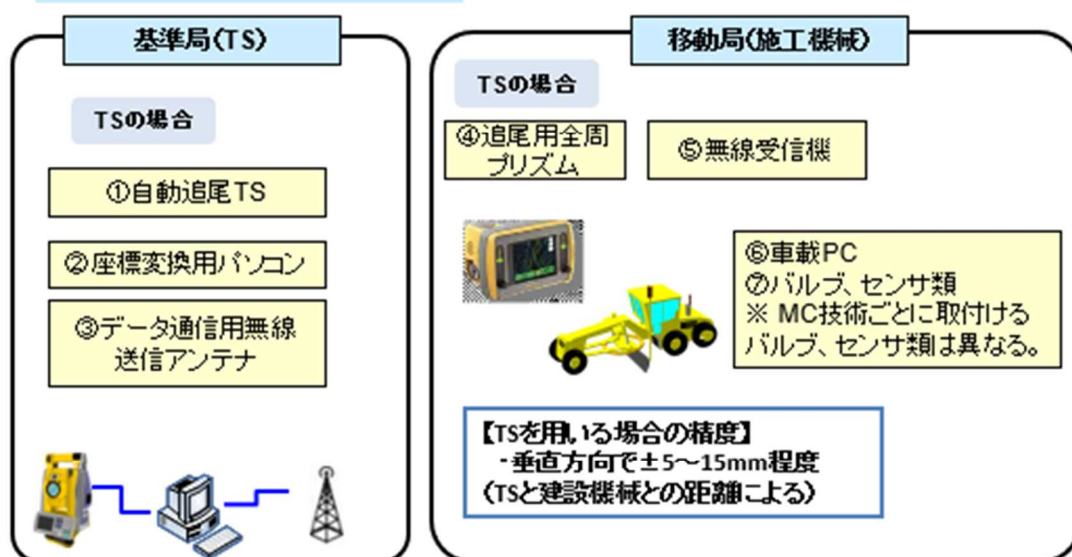 基準局(TS)
TSの場合
①自動追尾TS
②座標変換用パソコン
③データ通信用無線
送信アンテナ
移動局(施工機械)
TSの場合
④追尾用全周
プリズム
⑤無線受信機
⑥車載PC
⑦バルブ、センサ類
※ MC技術ごとに取付ける
バルブ、センサ類は異なる。
【TSを用いる場合の精度】
・垂直方向で±5～15mm程度
(TSと建設機械との距離による)